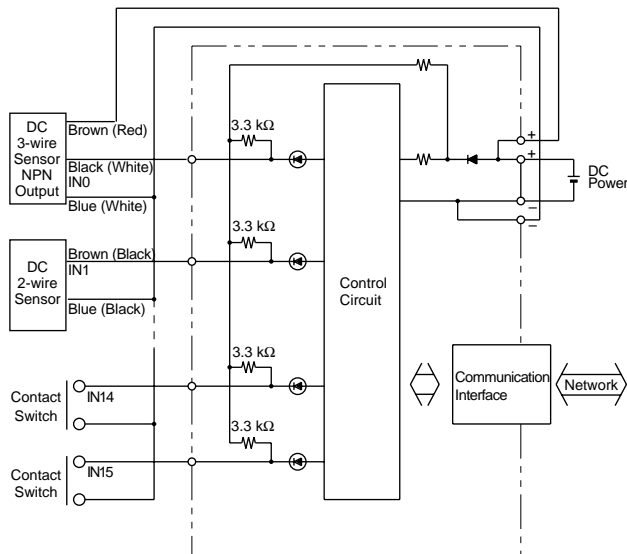 DC
3-wire
Sensor
NPN
Output
Brown (Red)
Black (White)
IN0
Blue (White)
DC
2-wire
Sensor
Brown (Black)
IN1
Blue (Black)
Contact
Switch
IN14
Contact
Switch
IN15
3.3 kΩ
3.3 kΩ
3.3 kΩ
3.3 kΩ
Control
Circuit
+
+
−
−
DC
Power
Communication
Interface
Network